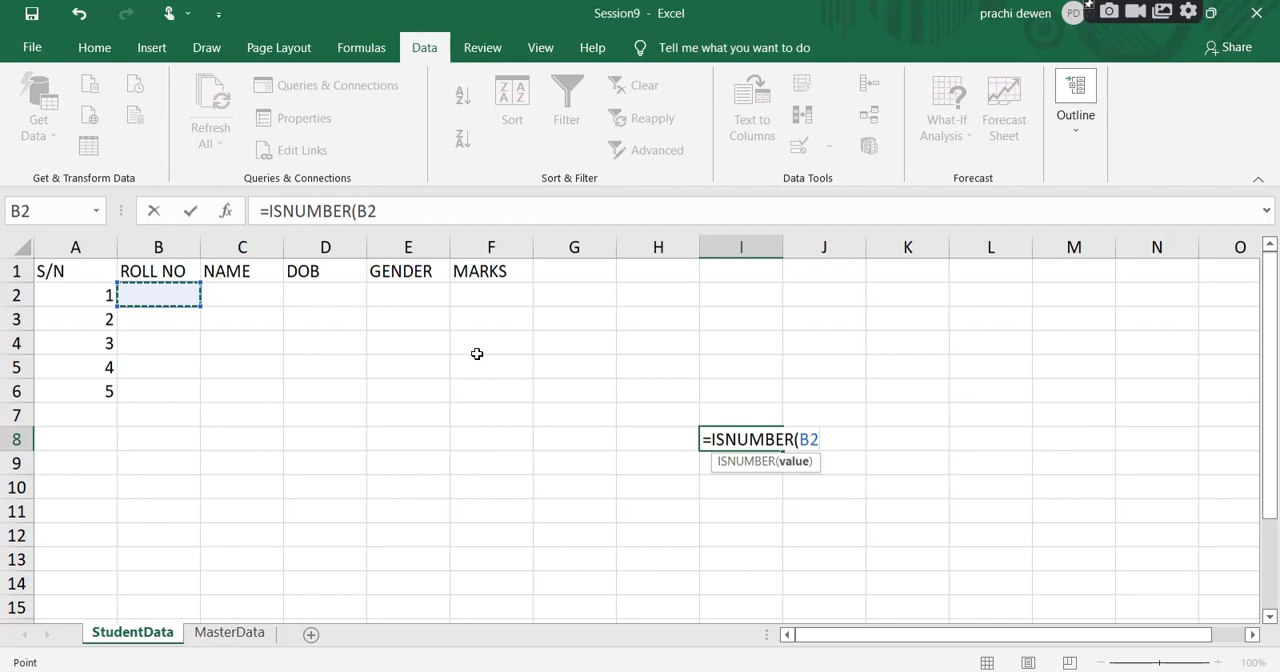 Session9 - Excel
prachi dewen PD
File Home Insert Draw Page Layout Formulas Data Review View Help Tell me what you want to do Share
Get Data
Refresh All
Queries & Connections
Properties
Edit Links
Sort
Filter
Clear
Reapply
Advanced
Text to Columns
What-If Analysis
Forecast Sheet
Outline
Get & Transform Data Queries & Connections Sort & Filter Data Tools Forecast
B2 fx =ISNUMBER(B2
A B C D E F G H I J K L M N O
1 S/N ROLL NO NAME DOB GENDER MARKS
2 1
3 2
4 3
5 4
6 5
7
8 =ISNUMBER(B2
9 ISNUMBER(value)
10
11
12
13
14
15
StudentData MasterData
Point 100%